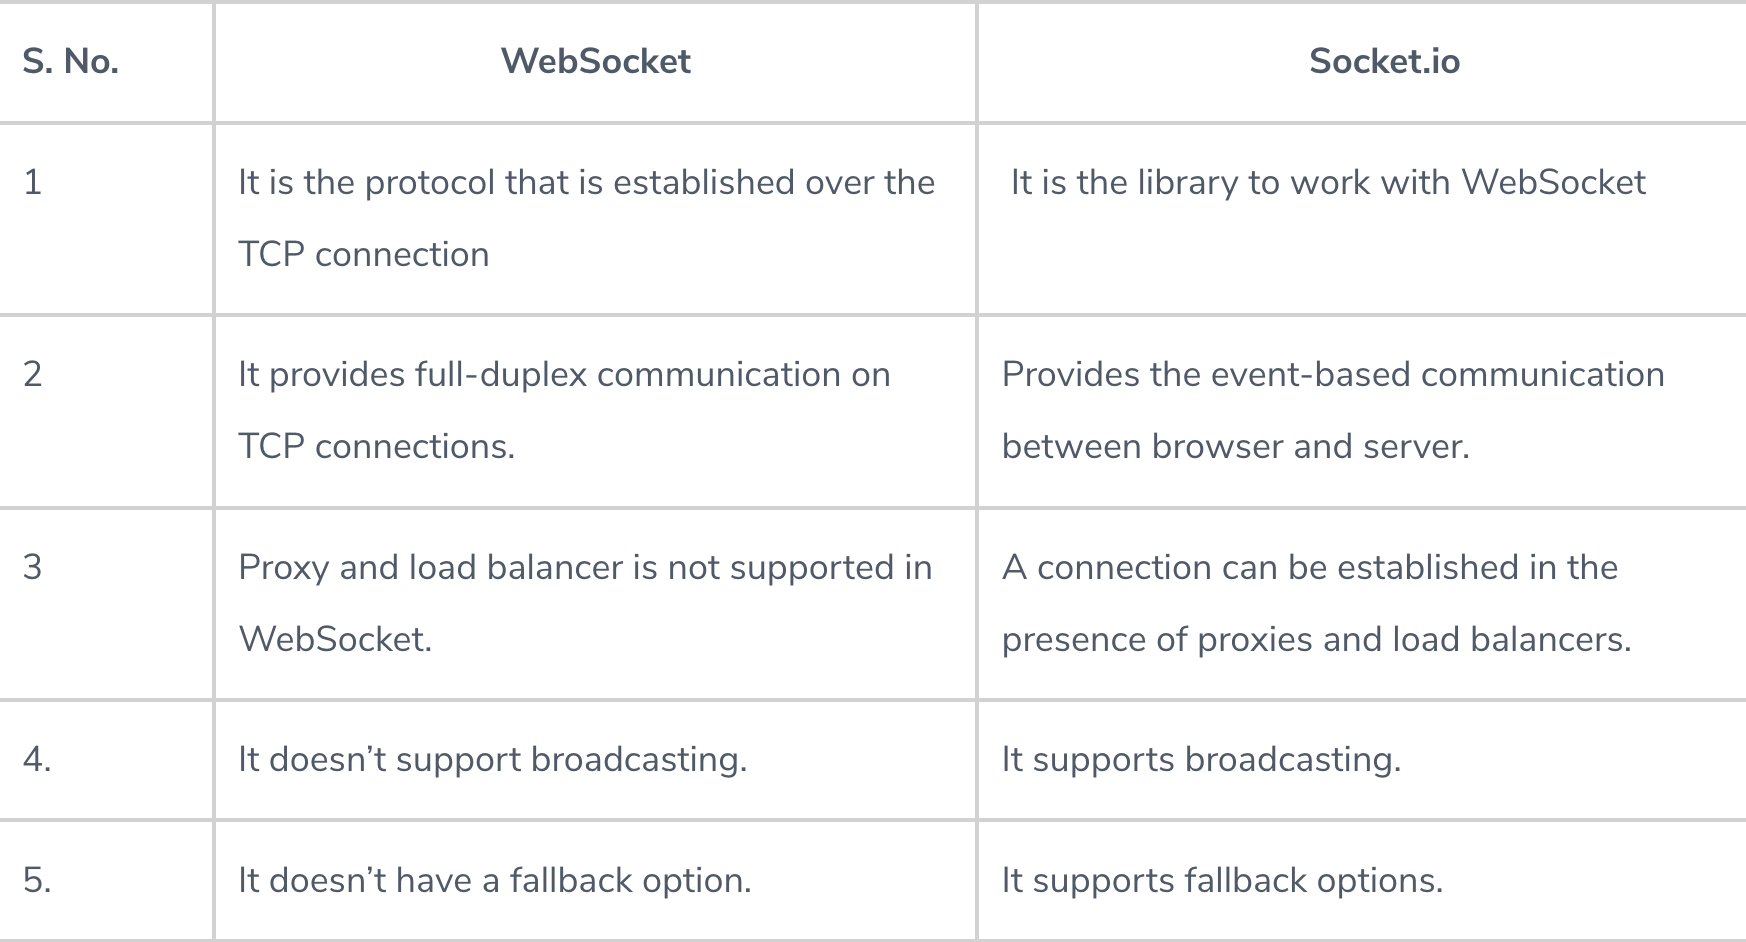 S. No. WebSocket Socket.io
1 It is the protocol that is established over the It is the library to work with WebSocket
TCP connection
2 It provides full-duplex communication on Provides the event-based communication
TCP connections. between browser and server.
3 Proxy and load balancer is not supported in A connection can be established in the
WebSocket. presence of proxies and load balancers.
4. It doesn’t support broadcasting. It supports broadcasting.
5. It doesn’t have a fallback option. It supports fallback options.